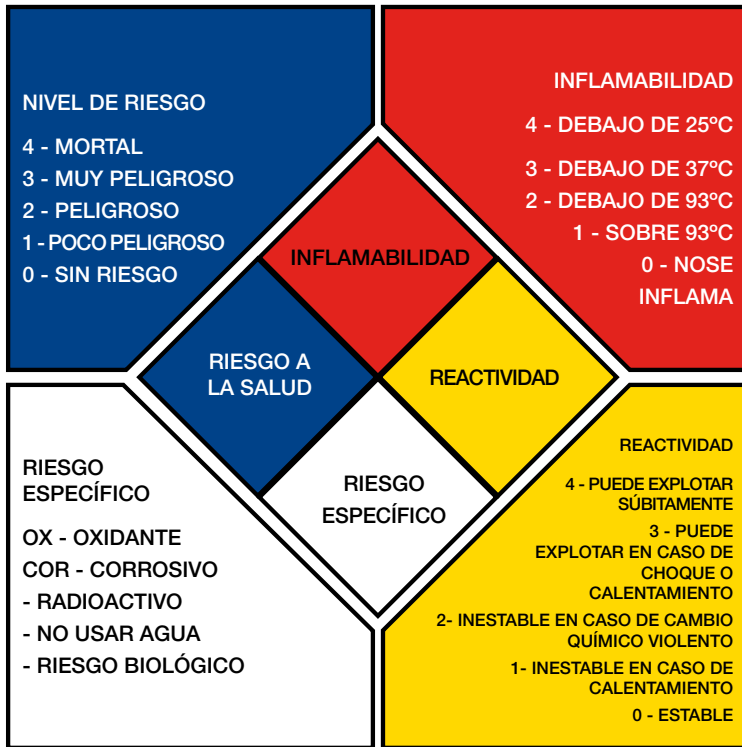 NIVEL DE RIESGO
4 - MORTAL
3 - MUY PELIGROSO
2 - PELIGROSO
1 - POCO PELIGROSO
0 - SIN RIESGO
INFLAMABILIDAD
4 - DEBAJO DE 25ºC
3 - DEBAJO DE 37ºC
2 - DEBAJO DE 93ºC
1 - SOBRE 93ºC
0 - NOSE
INFLAMA
INFLAMABILIDAD
RIESGO A
LA SALUD
REACTIVIDAD
RIESGO
ESPECÍFICO
RIESGO
ESPECÍFICO
OX - OXIDANTE
COR - CORROSIVO
- RADIOACTIVO
- NO USAR AGUA
- RIESGO BIOLÓGICO
REACTIVIDAD
4 - PUEDE EXPLOTAR
SÚBITAMENTE
3 - PUEDE
EXPLOTAR EN CASO DE
CHOQUE O
CALENTAMIENTO
2- INESTABLE EN CASO DE CAMBIO
QUÍMICO VIOLENTO
1- INESTABLE EN CASO DE
CALENTAMIENTO
0 - ESTABLE